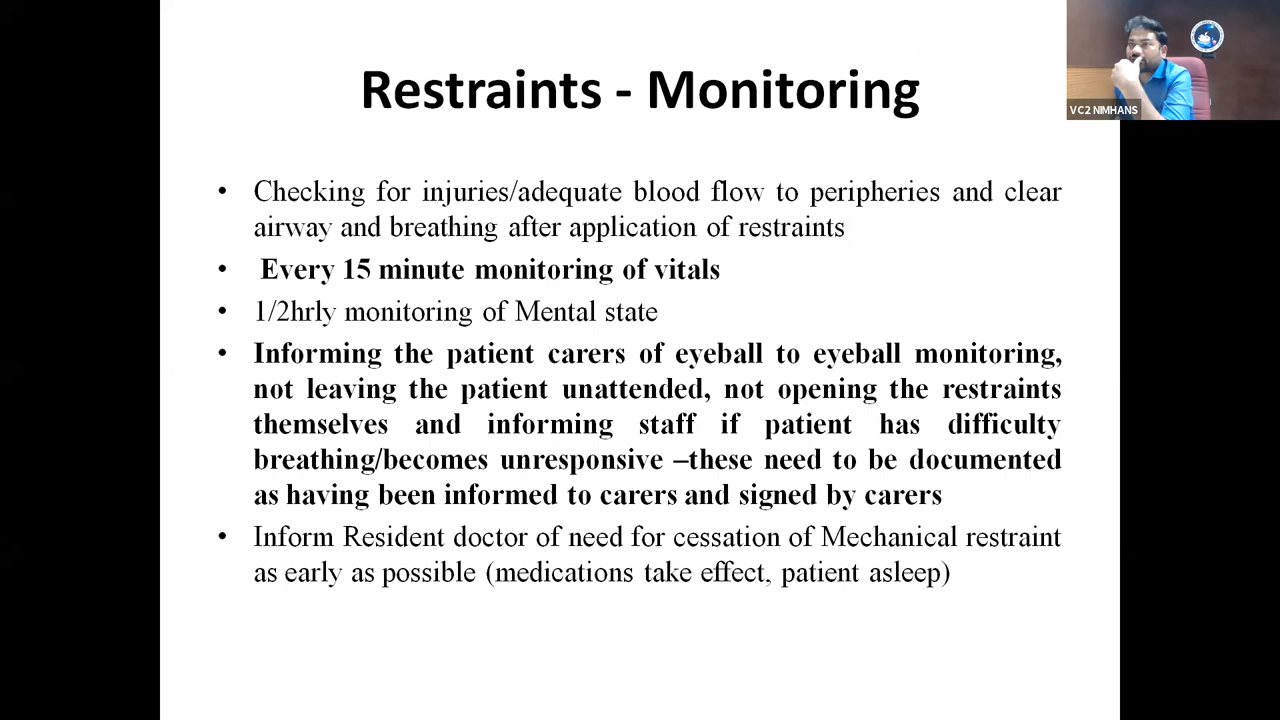 Restraints - Monitoring
VC2 NIMHANS
• Checking for injuries/adequate blood flow to peripheries and clear
airway and breathing after application of restraints
• Every 15 minute monitoring of vitals
• 1/2hrly monitoring of Mental state
• Informing the patient carers of eyeball to eyeball monitoring,
not leaving the patient unattended, not opening the restraints
themselves and informing staff if patient has difficulty
breathing/becomes unresponsive –these need to be documented
as having been informed to carers and signed by carers
• Inform Resident doctor of need for cessation of Mechanical restraint
as early as possible (medications take effect, patient asleep)